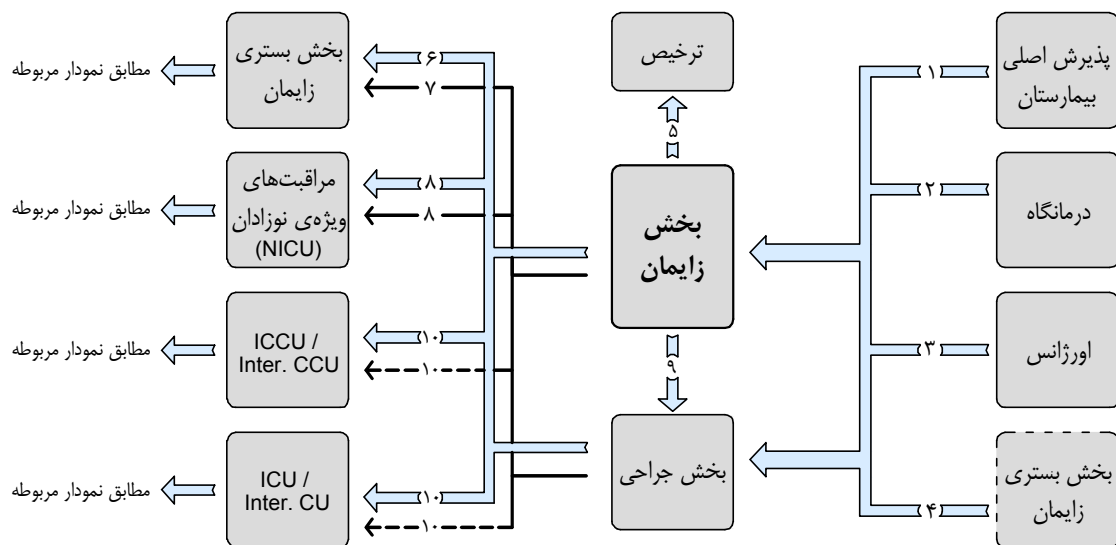 پذیرش اصلی
بیمارستان
۱
درمانگاه
۲
اورژانس
۳
بخش بستری
زایمان
۴
ترخیص
۵
بخش
زایمان
۹
بخش جراحی
۶
۷
بخش بستری
زایمان
مطابق نمودار مربوطه
۸
۸
مراقبت‌های
ویژه‌ی نوزادان
(NICU)
مطابق نمودار مربوطه
۱۰
۱۰
ICCU /
Inter. CCU
مطابق نمودار مربوطه
۱۰
۱۰
ICU /
Inter. CU
مطابق نمودار مربوطه